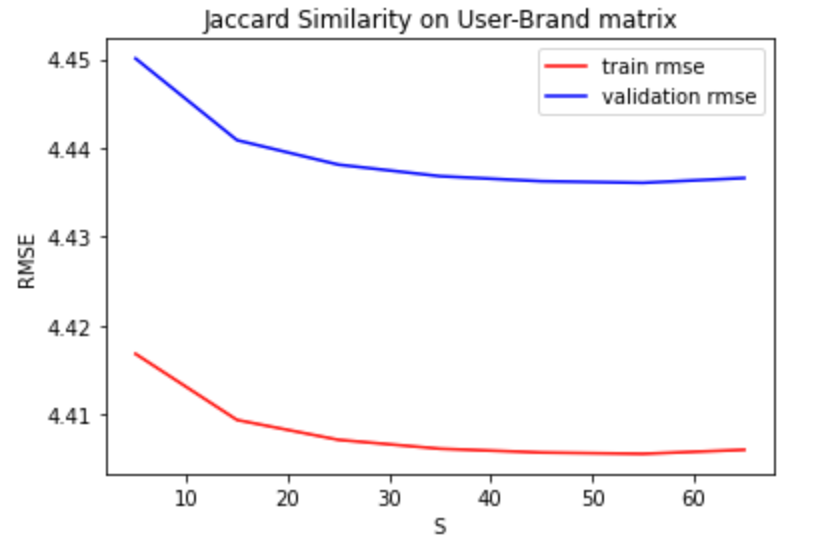 Jaccard Similarity on User-Brand matrix
train rmse
validation rmse
4.45
4.44
4.43
4.42
4.41
RMSE
10 20 30 40 50 60
S